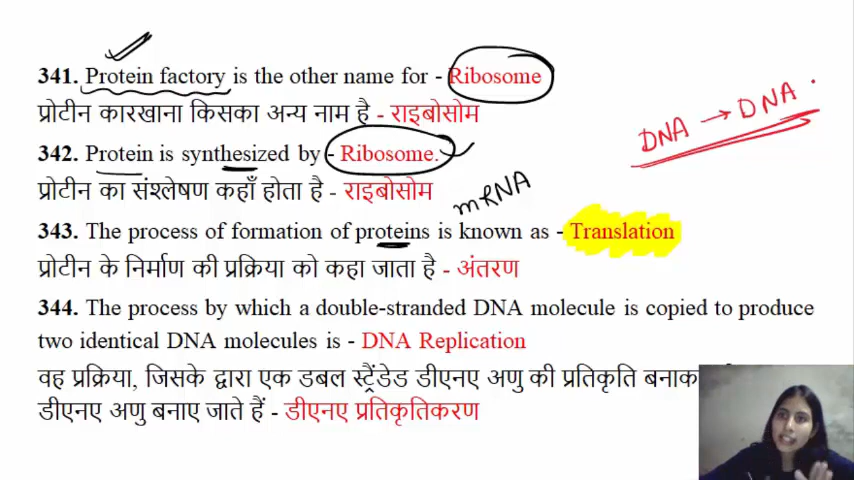 341. Protein factory is the other name for - Ribosome
प्रोटीन कारखाना किसका अन्य नाम है - राइबोसोम
DNA → DNA
342. Protein is synthesized by - Ribosome.
प्रोटीन का संश्लेषण कहाँ होता है - राइबोसोम
mRNA
343. The process of formation of proteins is known as - Translation
प्रोटीन के निर्माण की प्रक्रिया को कहा जाता है - अंतरण
344. The process by which a double-stranded DNA molecule is copied to produce
two identical DNA molecules is - DNA Replication
वह प्रक्रिया, जिसके द्वारा एक डबल स्ट्रैंडेड डीएनए अणु की प्रतिकृति बनाक
डीएनए अणु बनाए जाते हैं - डीएनए प्रतिकृतिकरण